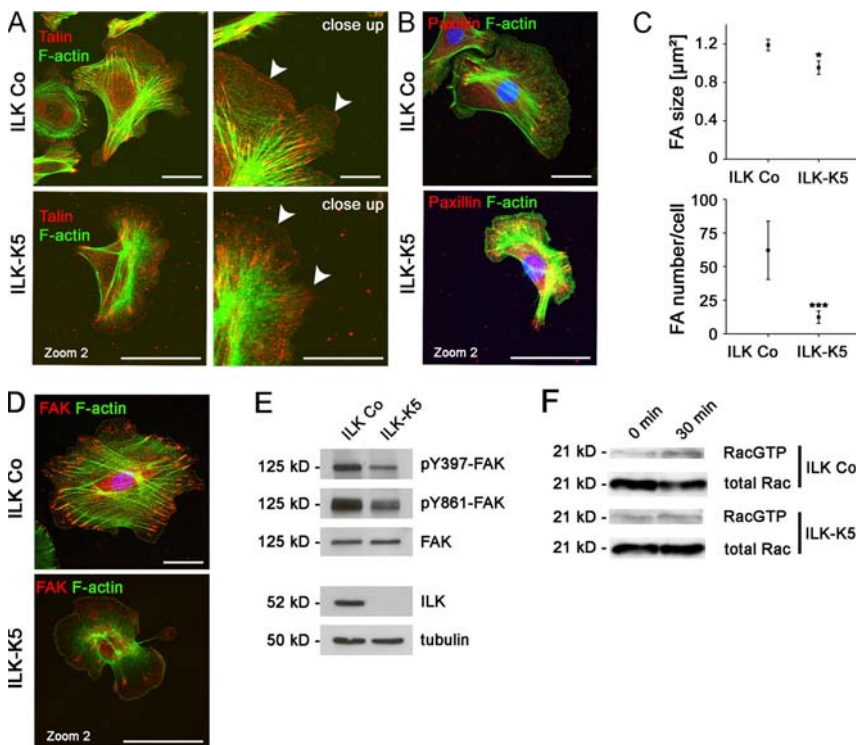 A
Talin
F-actin
ILK Co
close up
ILK-K5
Talin
F-actin
Zoom 2
close up
B
Paxillin F-actin
ILK Co
Paxillin F-actin
ILK-K5
Zoom 2
C
FA size [µm²]
1.2
0.8
0.4
0
*
ILK Co ILK-K5
FA number/cell
100
75
50
25
0
***
ILK Co ILK-K5
D
FAK F-actin
ILK Co
FAK F-actin
ILK-K5
Zoom 2
E
ILK Co ILK-K5
125 kD - pY397-FAK
125 kD - pY861-FAK
125 kD - FAK
52 kD - ILK
50 kD - tubulin
F
0 min 30 min
21 kD - RacGTP
21 kD - total Rac
ILK Co
21 kD - RacGTP
21 kD - total Rac
ILK-K5